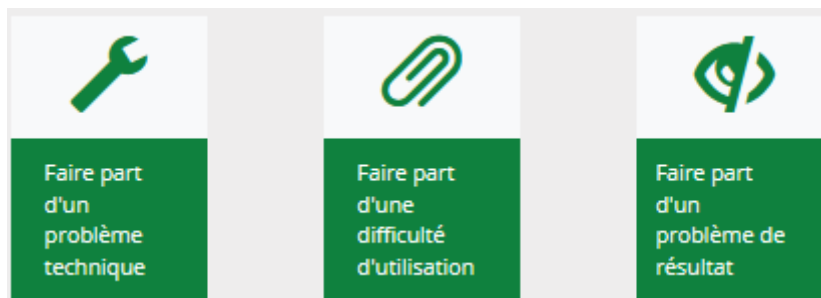 Faire part
d'un
problème
technique
Faire part
d'une
difficulté
d'utilisation
Faire part
d'un
problème de
résultat